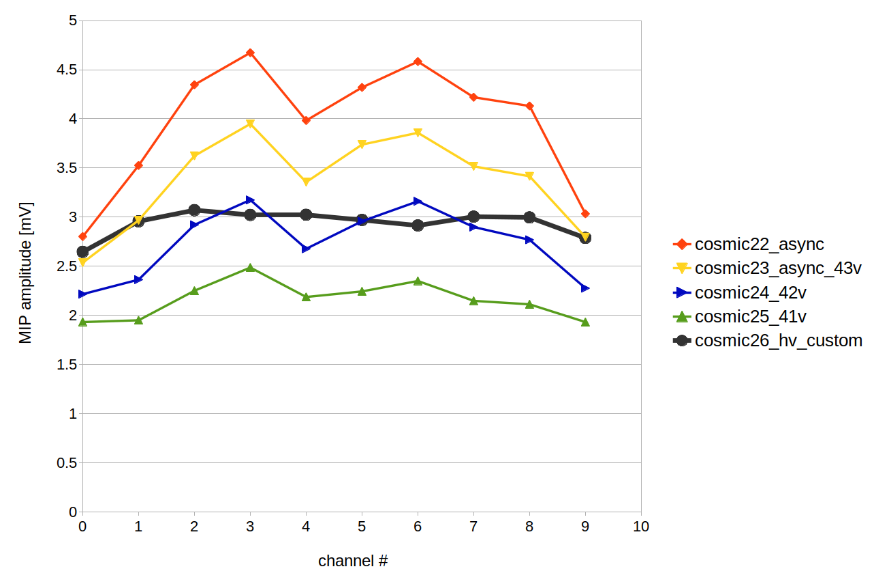 5
4.5
4
3.5
3
2.5
2
1.5
1
0.5
0
0 1 2 3 4 5 6 7 8 9 10
MIP amplitude [mV]
channel #
cosmic22_async
cosmic23_async_43v
cosmic24_42v
cosmic25_41v
cosmic26_hv_custom